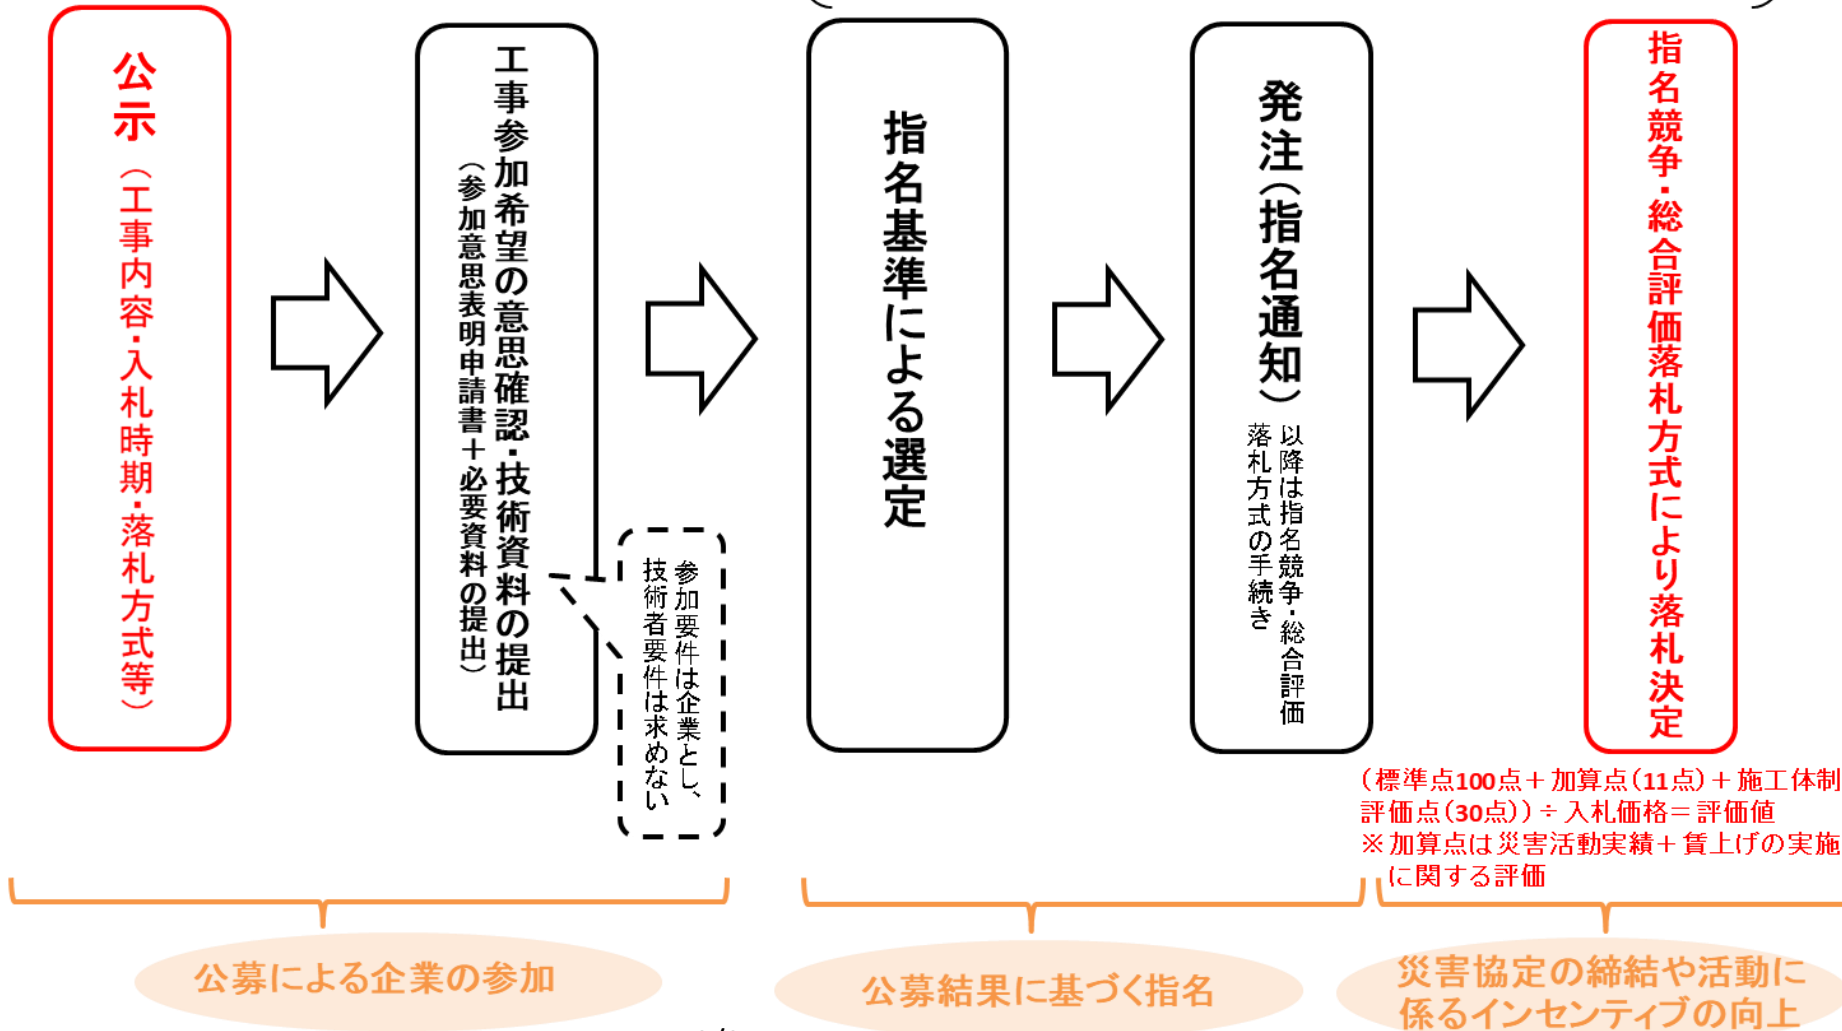 公示（工事内容・入札時期・落札方式等）
工事参加希望の意思確認・技術資料の提出
（参加意思表明申請書＋必要資料の提出）
参加要件は企業とし、
技術者要件は求めない
指名基準による選定
発注（指名通知）
以降は指名競争・総合評価
落札方式の手続き
指名競争・総合評価落札方式により落札決定
（標準点100点＋加算点（11点）＋施工体制
評価点（30点））÷入札価格＝評価値
※加算点は災害活動実績＋賃上げの実施
に関する評価
公募による企業の参加
公募結果に基づく指名
災害協定の締結や活動に
係るインセンティブの向上